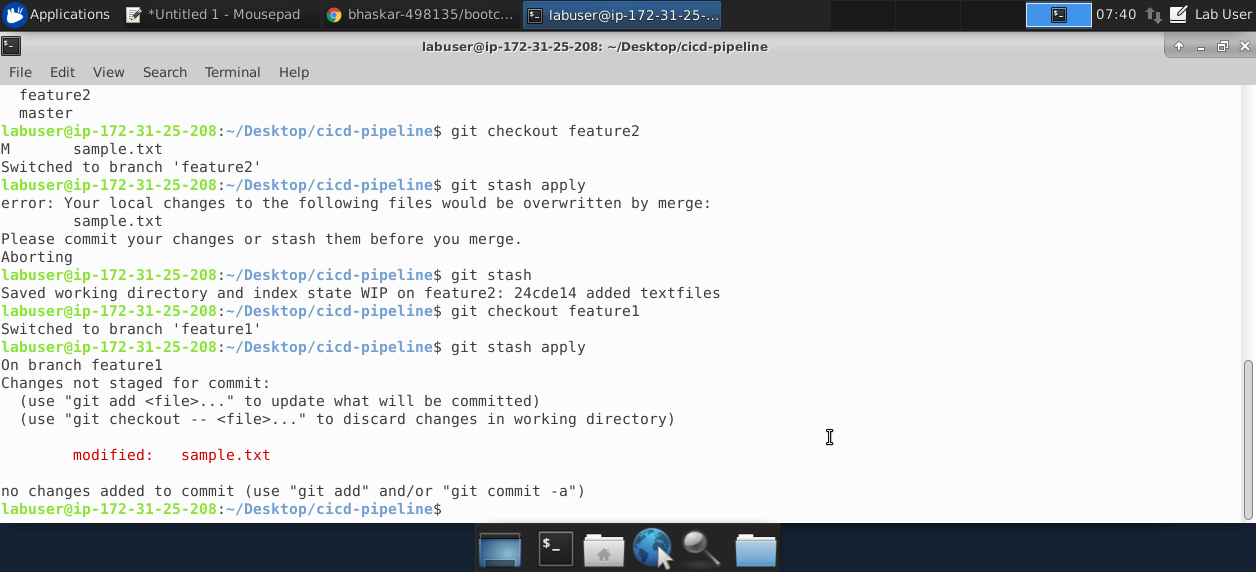 Applications
*Untitled 1 - Mousepad
bhaskar-498135/bootc...
labuser@ip-172-31-25-...
07:40
Lab User
labuser@ip-172-31-25-208: ~/Desktop/cicd-pipeline
File Edit View Search Terminal Help
feature2
master
labuser@ip-172-31-25-208:~/Desktop/cicd-pipeline$ git checkout feature2
M       sample.txt
Switched to branch 'feature2'
labuser@ip-172-31-25-208:~/Desktop/cicd-pipeline$ git stash apply
error: Your local changes to the following files would be overwritten by merge:
        sample.txt
Please commit your changes or stash them before you merge.
Aborting
labuser@ip-172-31-25-208:~/Desktop/cicd-pipeline$ git stash
Saved working directory and index state WIP on feature2: 24cde14 added textfiles
labuser@ip-172-31-25-208:~/Desktop/cicd-pipeline$ git checkout feature1
Switched to branch 'feature1'
labuser@ip-172-31-25-208:~/Desktop/cicd-pipeline$ git stash apply
On branch feature1
Changes not staged for commit:
  (use "git add <file>..." to update what will be committed)
  (use "git checkout -- <file>..." to discard changes in working directory)
        modified:   sample.txt
no changes added to commit (use "git add" and/or "git commit -a")
labuser@ip-172-31-25-208:~/Desktop/cicd-pipeline$